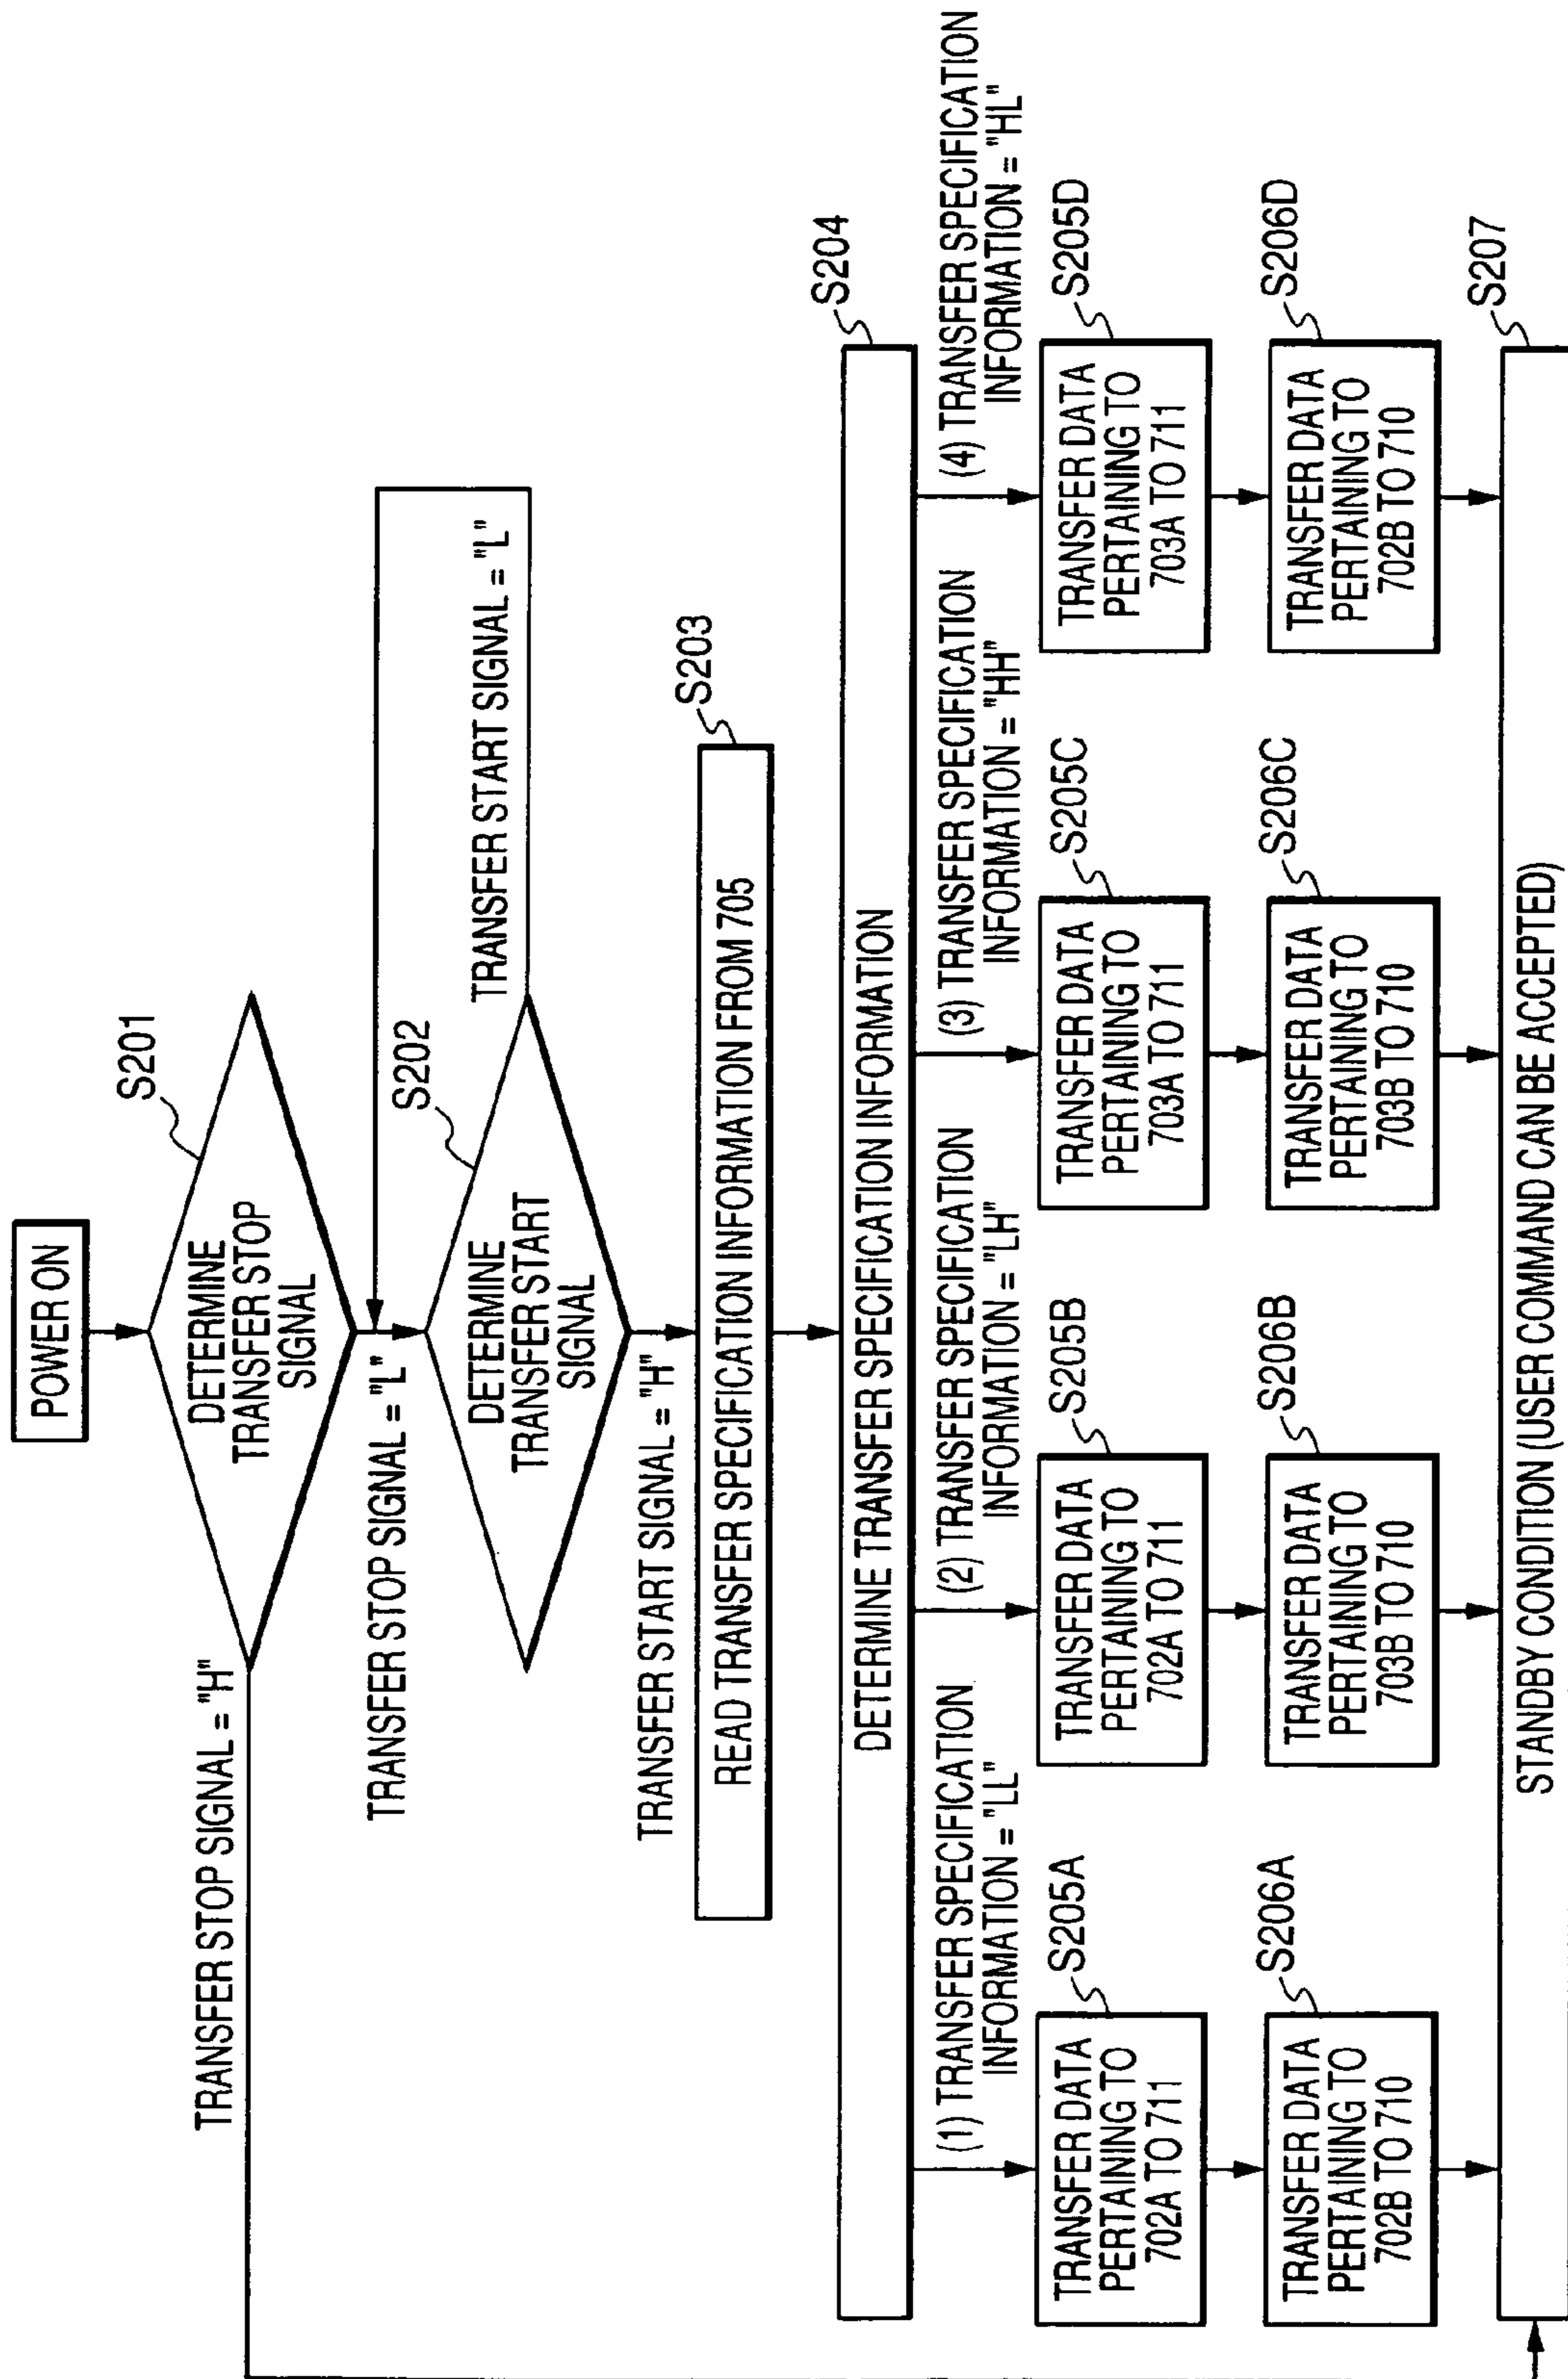 POWER ON
DETERMINE
TRANSFER STOP
SIGNAL
S201
TRANSFER STOP SIGNAL = "H"
TRANSFER STOP SIGNAL = "L"
DETERMINE
TRANSFER START
SIGNAL
S202
TRANSFER START SIGNAL = "L"
TRANSFER START SIGNAL = "H"
READ TRANSFER SPECIFICATION INFORMATION FROM 705
S203
DETERMINE TRANSFER SPECIFICATION INFORMATION
S204
(1) TRANSFER SPECIFICATION
INFORMATION = "LL"
(2) TRANSFER SPECIFICATION
INFORMATION = "LH"
(3) TRANSFER SPECIFICATION
INFORMATION = "HH"
(4) TRANSFER SPECIFICATION
INFORMATION = "HL"
TRANSFER DATA
PERTAINING TO
702A TO 711
S205A
TRANSFER DATA
PERTAINING TO
702A TO 711
S205B
TRANSFER DATA
PERTAINING TO
703A TO 711
S205C
TRANSFER DATA
PERTAINING TO
703A TO 711
S205D
TRANSFER DATA
PERTAINING TO
702B TO 710
S206A
TRANSFER DATA
PERTAINING TO
703B TO 710
S206B
TRANSFER DATA
PERTAINING TO
703B TO 710
S206C
TRANSFER DATA
PERTAINING TO
702B TO 710
S206D
STANDBY CONDITION (USER COMMAND CAN BE ACCEPTED)
S207